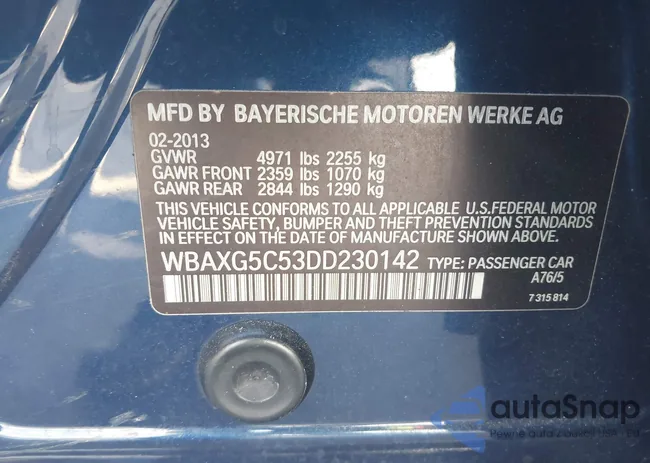 MFD BY BAYERISCHE MOTOREN WERKE AG
02-2013
GVWR 4971 lbs 2255 kg
GAWR FRONT 2359 lbs 1070 kg
GAWR REAR 2844 lbs 1290 kg
THIS VEHICLE CONFORMS TO ALL APPLICABLE U.S.FEDERAL MOTOR
VEHICLE SAFETY, BUMPER AND THEFT PREVENTION STANDARDS
IN EFFECT ON THE DATE OF MANUFACTURE SHOWN ABOVE.
WBAXG5C53DD230142 TYPE: PASSENGER CAR
A76/5
7 315 814
autaSnap